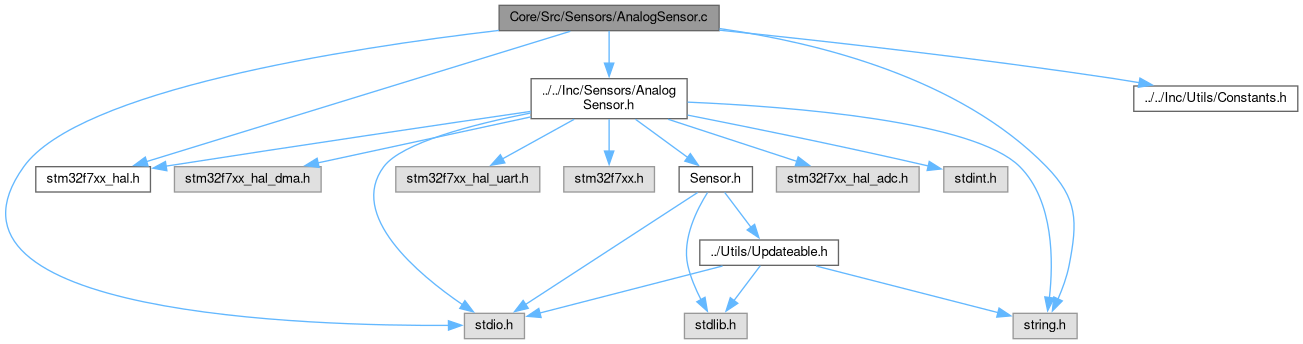 Core/Src/Sensors/AnalogSensor.c
../../Inc/Sensors/Analog
Sensor.h
../../Inc/Utils/Constants.h
stm32f7xx_hal.h
stm32f7xx_hal_dma.h
stm32f7xx_hal_uart.h
stm32f7xx.h
Sensor.h
stm32f7xx_hal_adc.h
stdint.h
../Utils/Updateable.h
stdio.h
stdlib.h
string.h